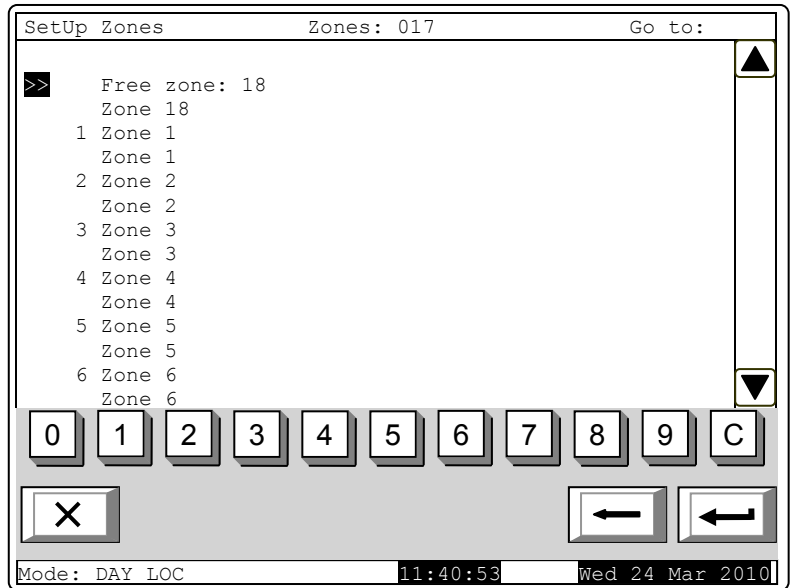 SetUp Zones Zones: 017 Go to:
>> Free zone: 18
Zone 18
1 Zone 1
Zone 1
2 Zone 2
Zone 2
3 Zone 3
Zone 3
4 Zone 4
Zone 4
5 Zone 5
Zone 5
6 Zone 6
Zone 6
0 1 2 3 4 5 6 7 8 9 C
Mode: DAY LOC 11:40:53 Wed 24 Mar 2010